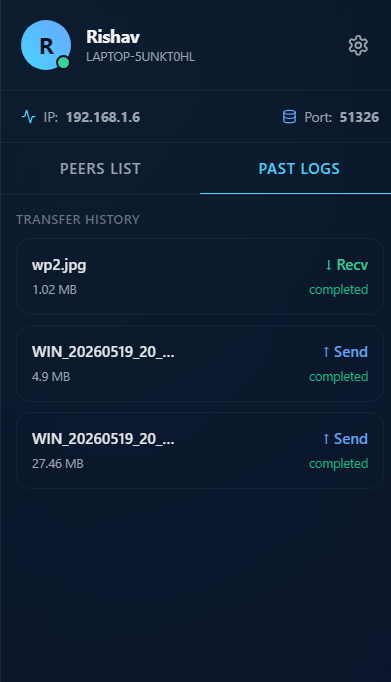 R
Rishav
LAPTOP-5UNKT0HL
IP: 192.168.1.6
Port: 51326
PEERS LIST
PAST LOGS
TRANSFER HISTORY
wp2.jpg
↓ Recv
1.02 MB
completed
WIN_20260519_20_...
↑ Send
4.9 MB
completed
WIN_20260519_20_...
↑ Send
27.46 MB
completed